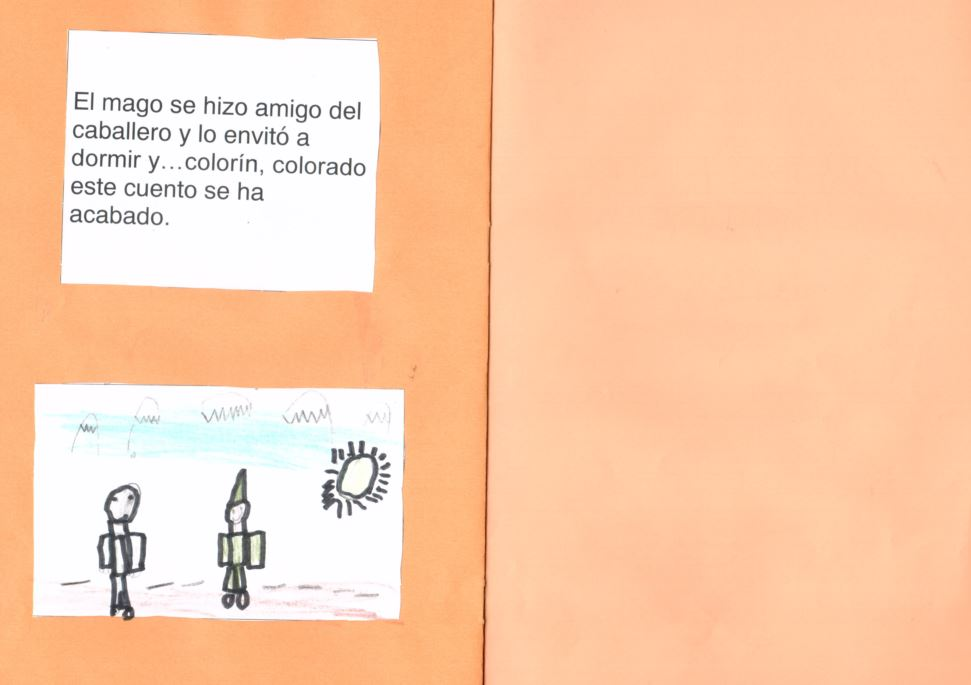 El mago se hizo amigo del
caballero y lo envitó a
dormir y...colorín, colorado
este cuento se ha
acabado.